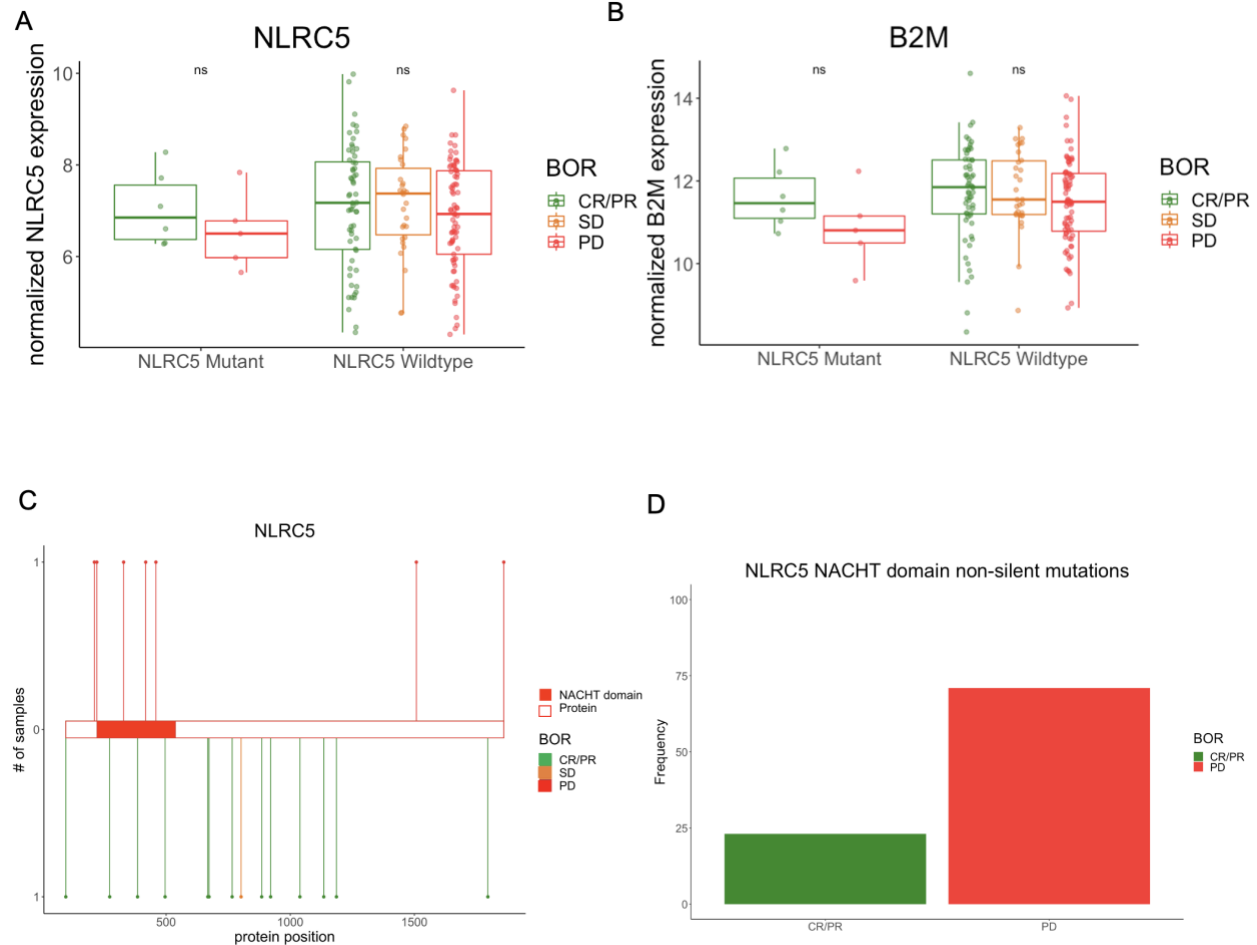 A
NLRC5
normalized NLRC5 expression
ns
ns
10
8
6
NLRC5 Mutant
NLRC5 Wildtype
BOR
CR/PR
SD
PD
B
B2M
normalized B2M expression
ns
ns
14
12
10
NLRC5 Mutant
NLRC5 Wildtype
BOR
CR/PR
SD
PD
C
NLRC5
# of samples
1
0
1
500
1000
1500
protein position
NACHT domain
Protein
BOR
CR/PR
SD
PD
D
NLRC5 NACHT domain non-silent mutations
Frequency
100
75
50
25
0
CR/PR
PD
BOR
CR/PR
PD